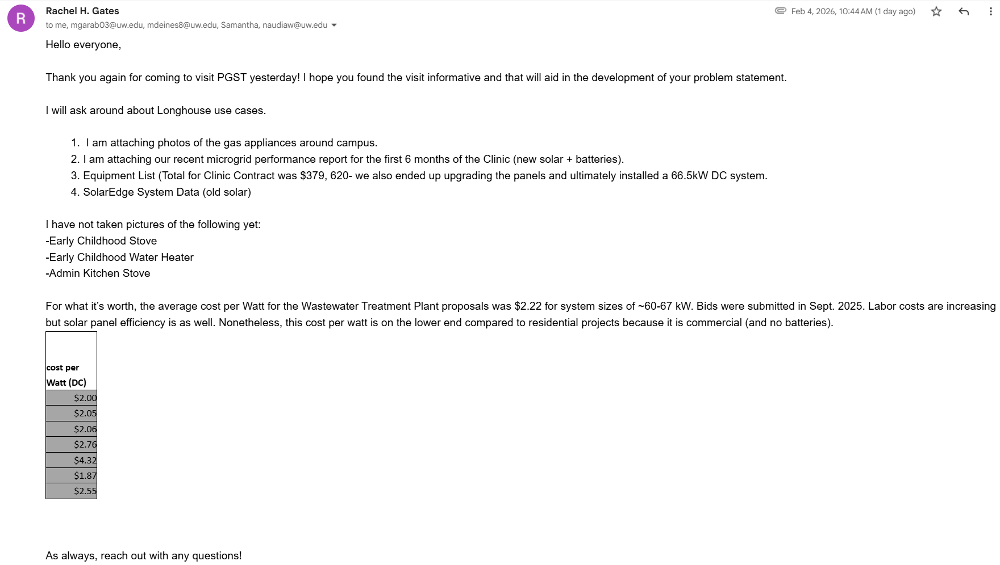 R
Rachel H. Gates
Feb 4, 2026, 10:44 AM (1 day ago)
to me, mgarab03@uw.edu, mdeines8@uw.edu, Samantha, naudiaw@uw.edu
Hello everyone,
Thank you again for coming to visit PGST yesterday! I hope you found the visit informative and that will aid in the development of your problem statement.
I will ask around about Longhouse use cases.
1. I am attaching photos of the gas appliances around campus.
2. I am attaching our recent microgrid performance report for the first 6 months of the Clinic (new solar + batteries).
3. Equipment List (Total for Clinic Contract was $379, 620- we also ended up upgrading the panels and ultimately installed a 66.5kW DC system.
4. SolarEdge System Data (old solar)
I have not taken pictures of the following yet:
-Early Childhood Stove
-Early Childhood Water Heater
-Admin Kitchen Stove
For what it’s worth, the average cost per Watt for the Wastewater Treatment Plant proposals was $2.22 for system sizes of ~60-67 kW. Bids were submitted in Sept. 2025. Labor costs are increasing
but solar panel efficiency is as well. Nonetheless, this cost per watt is on the lower end compared to residential projects because it is commercial (and no batteries).
cost per
Watt (DC)
$2.00
$2.05
$2.06
$2.76
$4.32
$1.87
$2.55
As always, reach out with any questions!